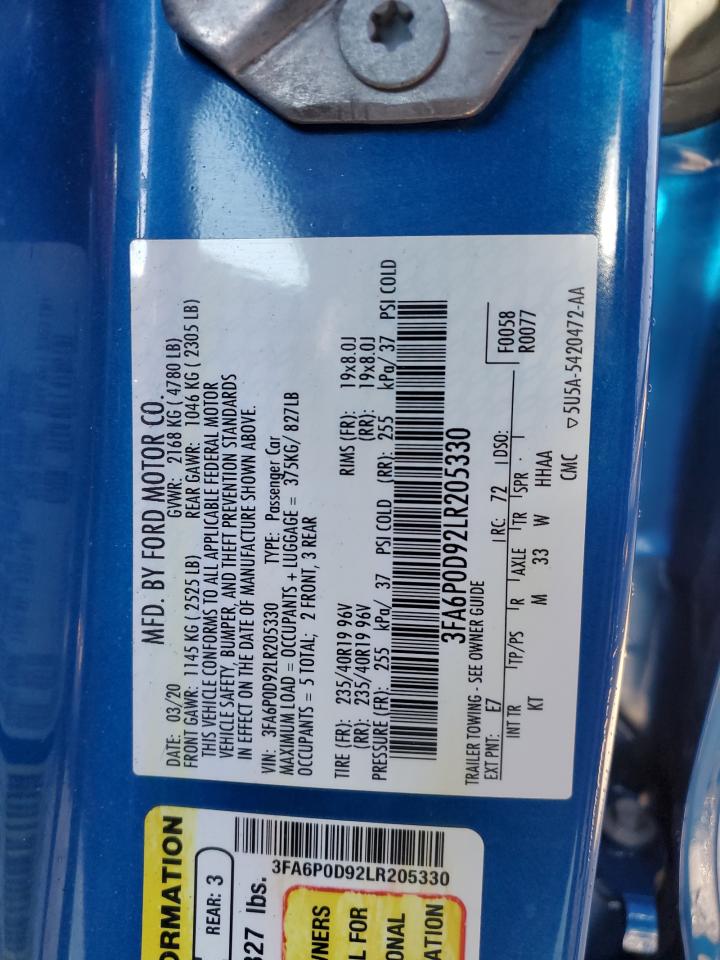 MFD. BY FORD MOTOR CO.
DATE: 03/20 GVWR: 2168 KG ( 4780 LB)
FRONT GAWR: 1145 KG ( 2525 LB) REAR GAWR: 1046 KG ( 2305 LB)
THIS VEHICLE CONFORMS TO ALL APPLICABLE FEDERAL MOTOR
VEHICLE SAFETY, BUMPER, AND THEFT PREVENTION STANDARDS
IN EFFECT ON THE DATE OF MANUFACTURE SHOWN ABOVE.
VIN: 3FA6P0D92LR205330 TYPE: Passenger Car
MAXIMUM LOAD = OCCUPANTS + LUGGAGE = 375KG/ 827LB
OCCUPANTS = 5 TOTAL; 2 FRONT, 3 REAR
TIRE (FR): 235/40R19 96V RIMS (FR): 19x8.0J
(RR): 235/40R19 96V (RR): 19x8.0J
PRESSURE (FR): 255 kPa/ 37 PSI COLD (RR): 255 kPa/ 37 PSI COLD
3FA6P0D92LR205330
TRAILER TOWING - SEE OWNER GUIDE
EXT PNT: E7 RC: 72 DSO: F0058
R0077
INT TR TP/PS R AXLE TR SPR
KT M 33 W HHAA
CMC ▽5U5A-5420472-AA
ORMATION
REAR: 3
327 lbs.
3FA6P0D92LR205330
NERS
L FOR
ONAL
ATION